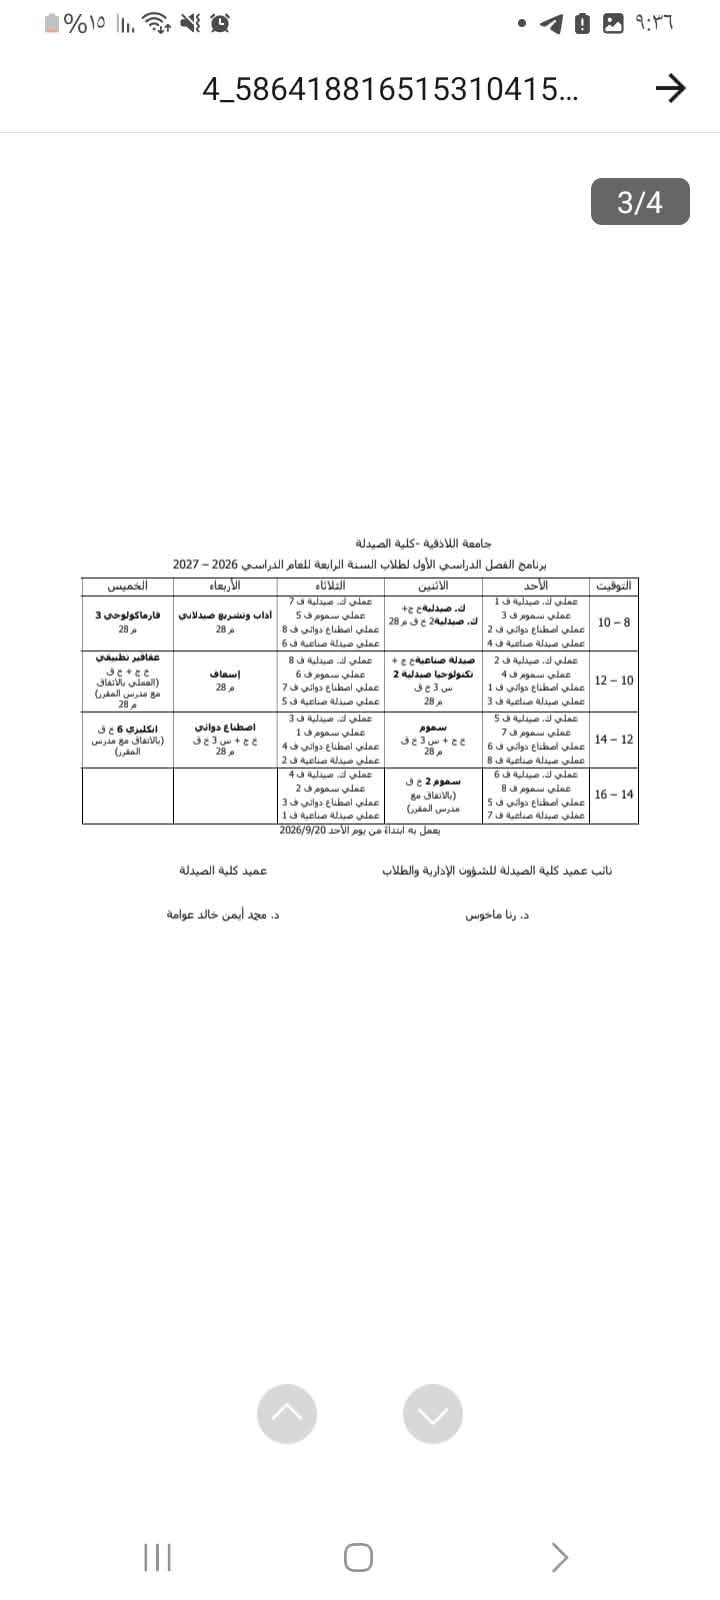 %١٥
٩:٣٦
4_586418816515310415...
3/4
جامعة اللاذقية -كلية الصيدلة
برنامج الفصل الدراسي الأول لطلاب السنة الرابعة للعام الدراسي 2026 – 2027
التوقيت الأحد الاثنين الثلاثاء الأربعاء الخميس
8 – 10
عملي ك. صيدلية ف 1
عملي سموم ف 3
عملي اصطناع دوائي ف 2
عملي صيدلة صناعية ف 4
ك. صيدلية ج ح+
ك. صيدلية2 ح ق م 28
عملي ك. صيدلية ف 7
عملي سموم ف 5
عملي اصطناع دوائي ف 8
عملي صيدلة صناعية ف 6
آداب وتشريع صيدلاني
م 28
فارماكولوجي 3
م 28
10 – 12
عملي ك. صيدلية ف 2
عملي سموم ف 4
عملي اصطناع دوائي ف 1
عملي صيدلة صناعية ف 3
صيدلة صناعية ح ج +
تكنولوجيا صيدلية 2
س 3 ح ق
م 28
عملي ك. صيدلية ف 8
عملي سموم ف 6
عملي اصطناع دوائي ف 7
عملي صيدلة صناعية ف 5
إسعاف
م 28
عقاقير تطبيقي
ح ج + ح ق
(العملي بالاتفاق
مع مدرس المقرر)
م 28
12 – 14
عملي ك. صيدلية ف 5
عملي سموم ف 7
عملي اصطناع دوائي ف 6
عملي صيدلة صناعية ف 8
سموم
ح ج + س 3 ح ق
م 28
عملي ك. صيدلية ف 3
عملي سموم ف 1
عملي اصطناع دوائي ف 4
عملي صيدلة صناعية ف 2
اصطناع دوائي
ح ج + س 3 ح ق
م 28
انكليزي 6 ح ق
(بالاتفاق مع مدرس
المقرر)
14 – 16
عملي ك. صيدلية ف 6
عملي سموم ف 8
عملي اصطناع دوائي ف 5
عملي صيدلة صناعية ف 7
سموم 2 ح ق
(بالاتفاق مع
مدرس المقرر)
عملي ك. صيدلية ف 4
عملي سموم ف 2
عملي اصطناع دوائي ف 3
عملي صيدلة صناعية ف 1
يعمل به ابتداءً من يوم الأحد 2026/9/20
نائب عميد كلية الصيدلة للشؤون الإدارية والطلاب
عميد كلية الصيدلة
د. رنا ماخوس
د. محمد أيمن خالد عوامة